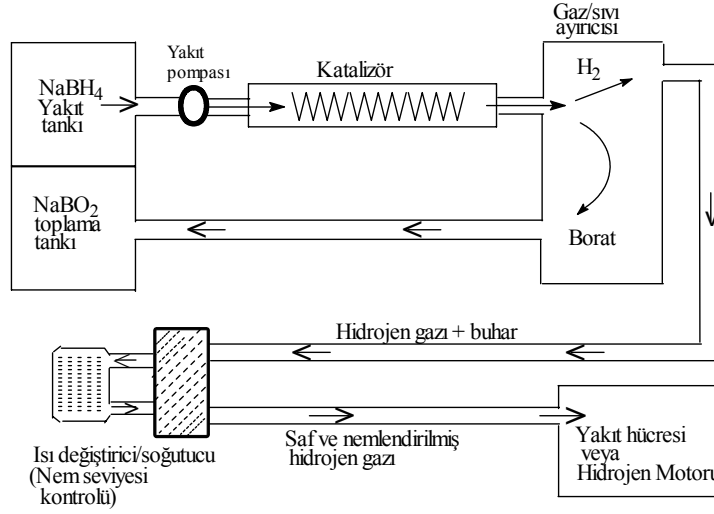 Gaz/sıvı
ayırıcısı
Yakıt
pompası
Katalizör
H2
NaBH4
Yakıt
tankı
NaBO2
toplama
tankı
Borat
Hidrojen gazı + buhar
Isı değiştirici/soğutucu
(Nem seviyesi
kontrolü)
Saf ve nemlendirilmiş
hidrojen gazı
Yakıt hücresi
veya
Hidrojen Motoru